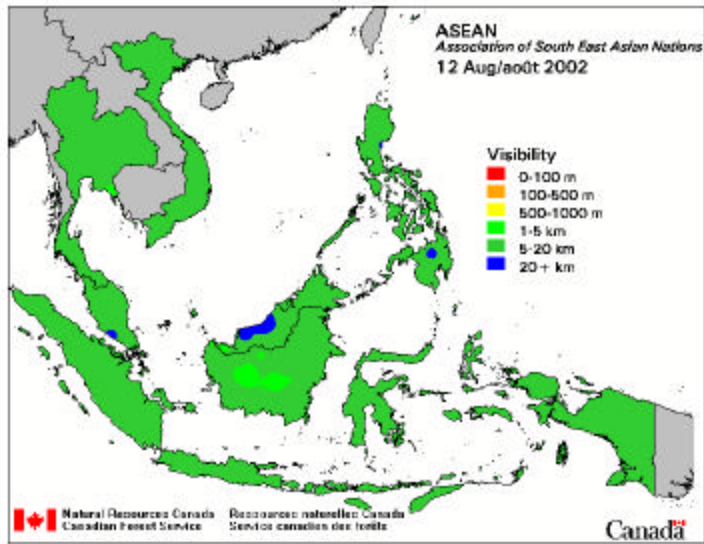 ASEAN
Association of South East Asian Nations
12 Aug/août 2002
Visibility
0-100 m
100-500 m
500-1000 m
1-5 km
5-20 km
20+ km
Natural Resources Canada
Canadian Forest Service
Ressources naturelles Canada
Service canadien des forêts
Canada